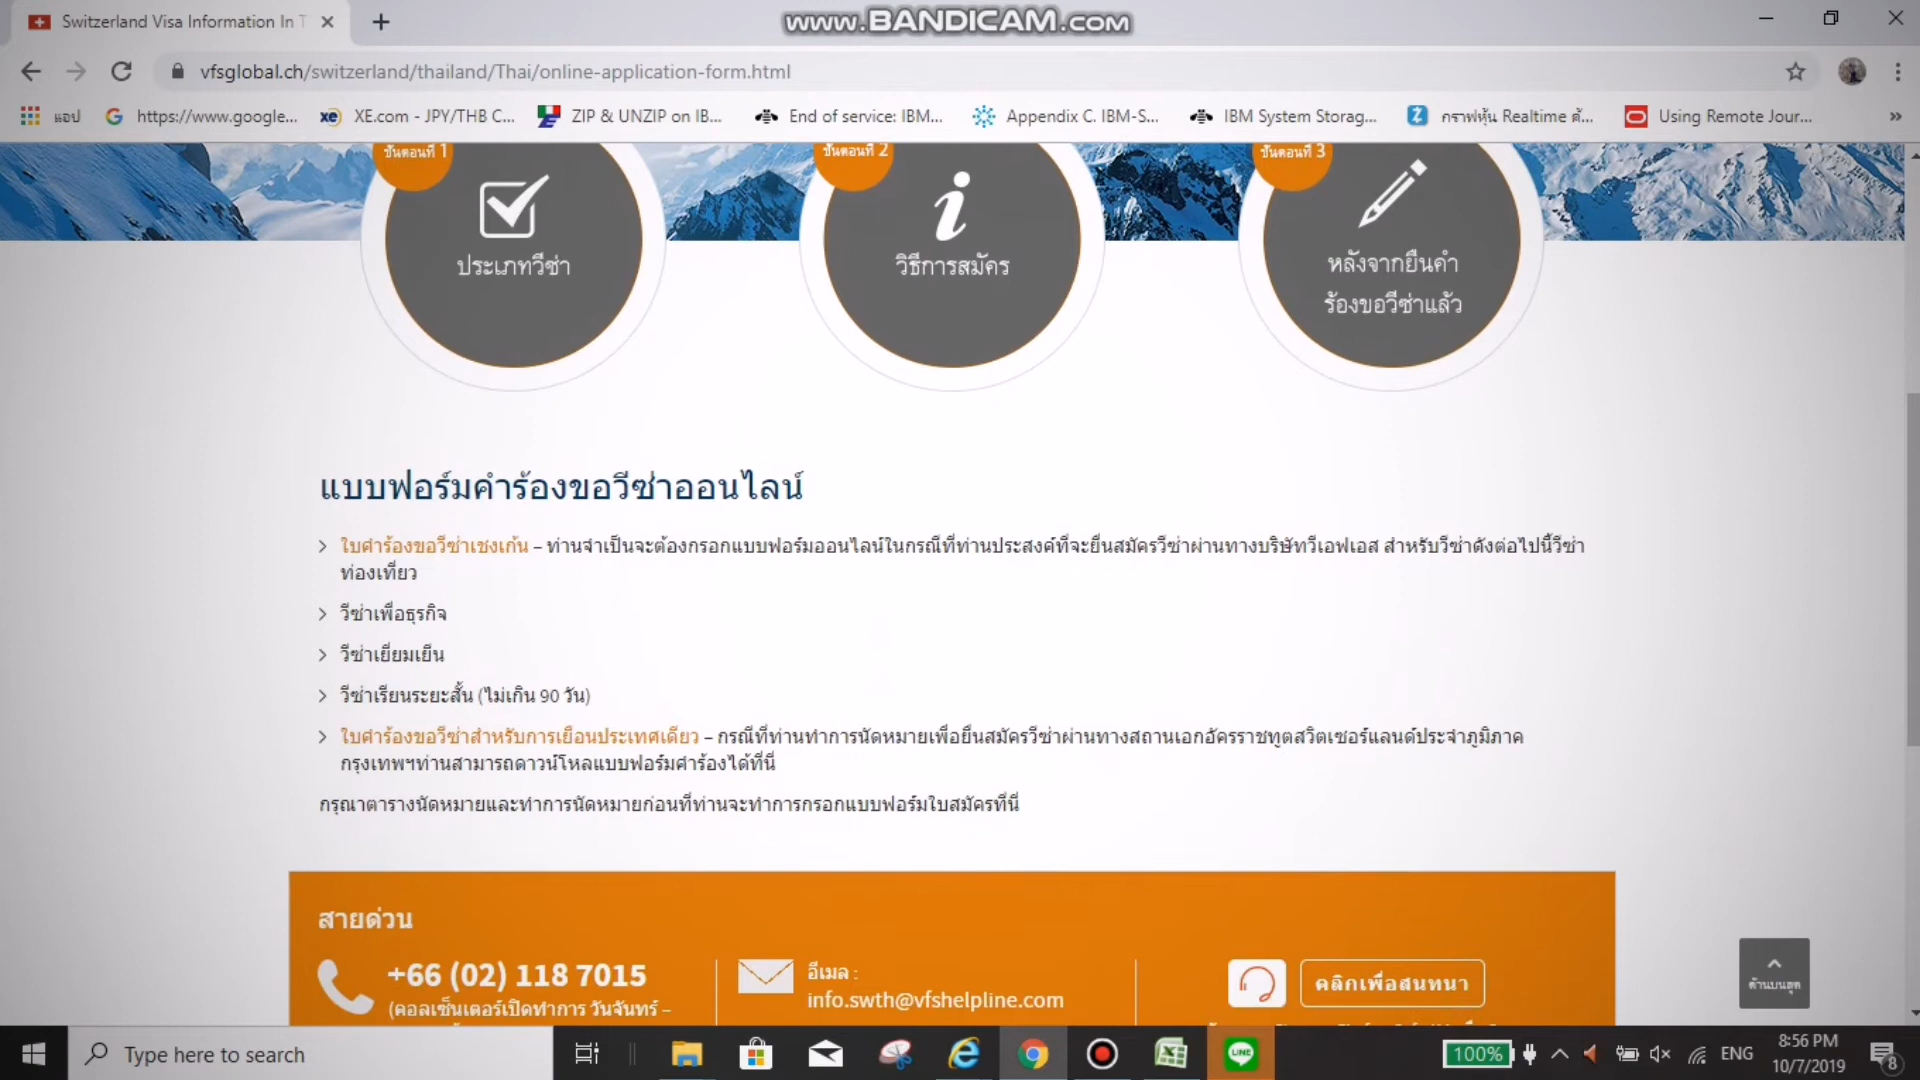 Switzerland Visa Information In T
www.BANDICAM.com
vfsglobal.ch/switzerland/thailand/Thai/online-application-form.html
แอป
https://www.google...
XE.com - JPY/THB C...
ZIP & UNZIP on IB...
End of service: IBM...
Appendix C. IBM-S...
IBM System Storag...
กราฟหุ้น Realtime ตั้...
Using Remote Jour...
ขั้นตอนที่ 1
ประเภทวีซ่า
ขั้นตอนที่ 2
วิธีการสมัคร
ขั้นตอนที่ 3
หลังจากยืนคำ
ร้องขอวีซ่าแล้ว
แบบฟอร์มคำร้องขอวีซ่าออนไลน์
ใบคำร้องขอวีซ่าเชงเก้น – ท่านจำเป็นจะต้องกรอกแบบฟอร์มออนไลน์ในกรณีที่ท่านประสงค์ที่จะยื่นสมัครวีซ่าผ่านทางบริษัทวีเอฟเอส สำหรับวีซ่าดังต่อไปนี้วีซ่า
ท่องเที่ยว
วีซ่าเพื่อธุรกิจ
วีซ่าเยี่ยมเยือน
วีซ่าเรียนระยะสั้น (ไม่เกิน 90 วัน)
ใบคำร้องขอวีซ่าสำหรับการเยือนประเทศเดียว – กรณีที่ท่านทำการนัดหมายเพื่อยื่นสมัครวีซ่าผ่านทางสถานเอกอัครราชทูตสวิตเซอร์แลนด์ประจำภูมิภาค
กรุงเทพฯท่านสามารถดาวน์โหลดแบบฟอร์มคำร้องได้ที่นี่
กรุณาตารางนัดหมายและทำการนัดหมายก่อนที่ท่านจะทำการกรอกแบบฟอร์มใบสมัครที่นี่
สายด่วน
+66 (02) 118 7015
(คอลเซ็นเตอร์เปิดทำการ วันจันทร์ –
อีเมล :
info.swth@vfshelpline.com
คลิกเพื่อสนทนา
ด้านบนสุด
Type here to search
LINE
100%
ENG
8:56 PM
10/7/2019
8